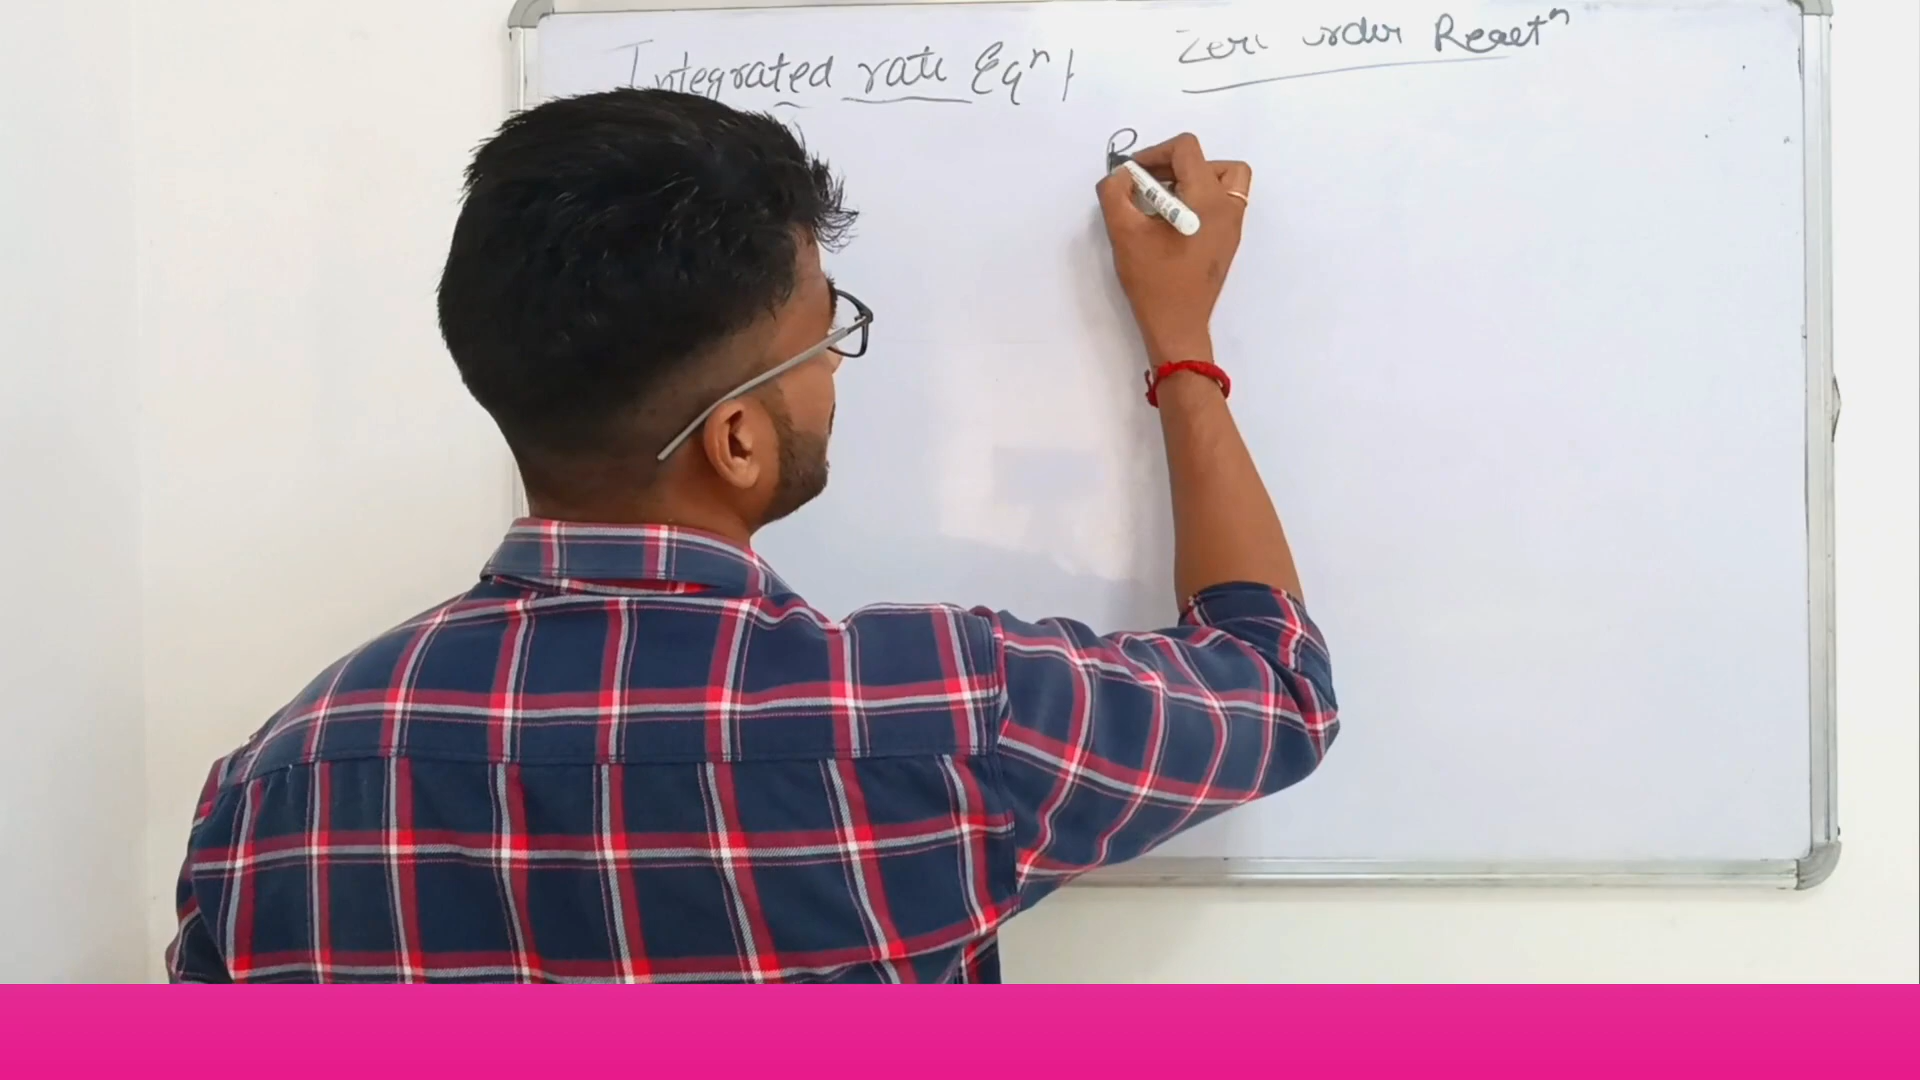 Integrated rate Eqⁿ |
Zero order Reactⁿ
R